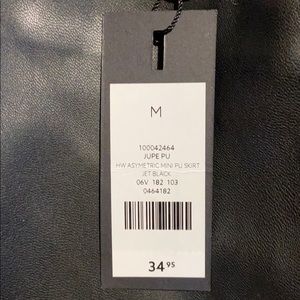 M
100042464
JUPE PU
HW ASYMETRIC MINI PU SKIRT
JET BLACK
06V 182 103
0464182
34 95